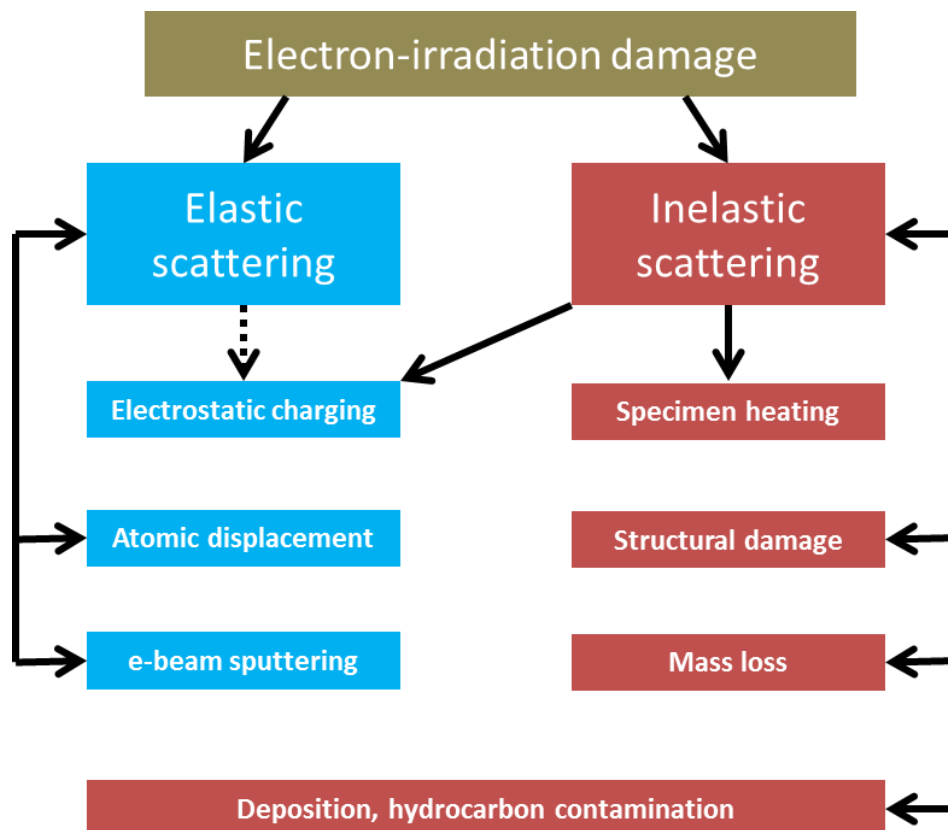 Electron-irradiation damage
Elastic
scattering
Inelastic
scattering
Electrostatic charging
Specimen heating
Atomic displacement
Structural damage
e-beam sputtering
Mass loss
Deposition, hydrocarbon contamination